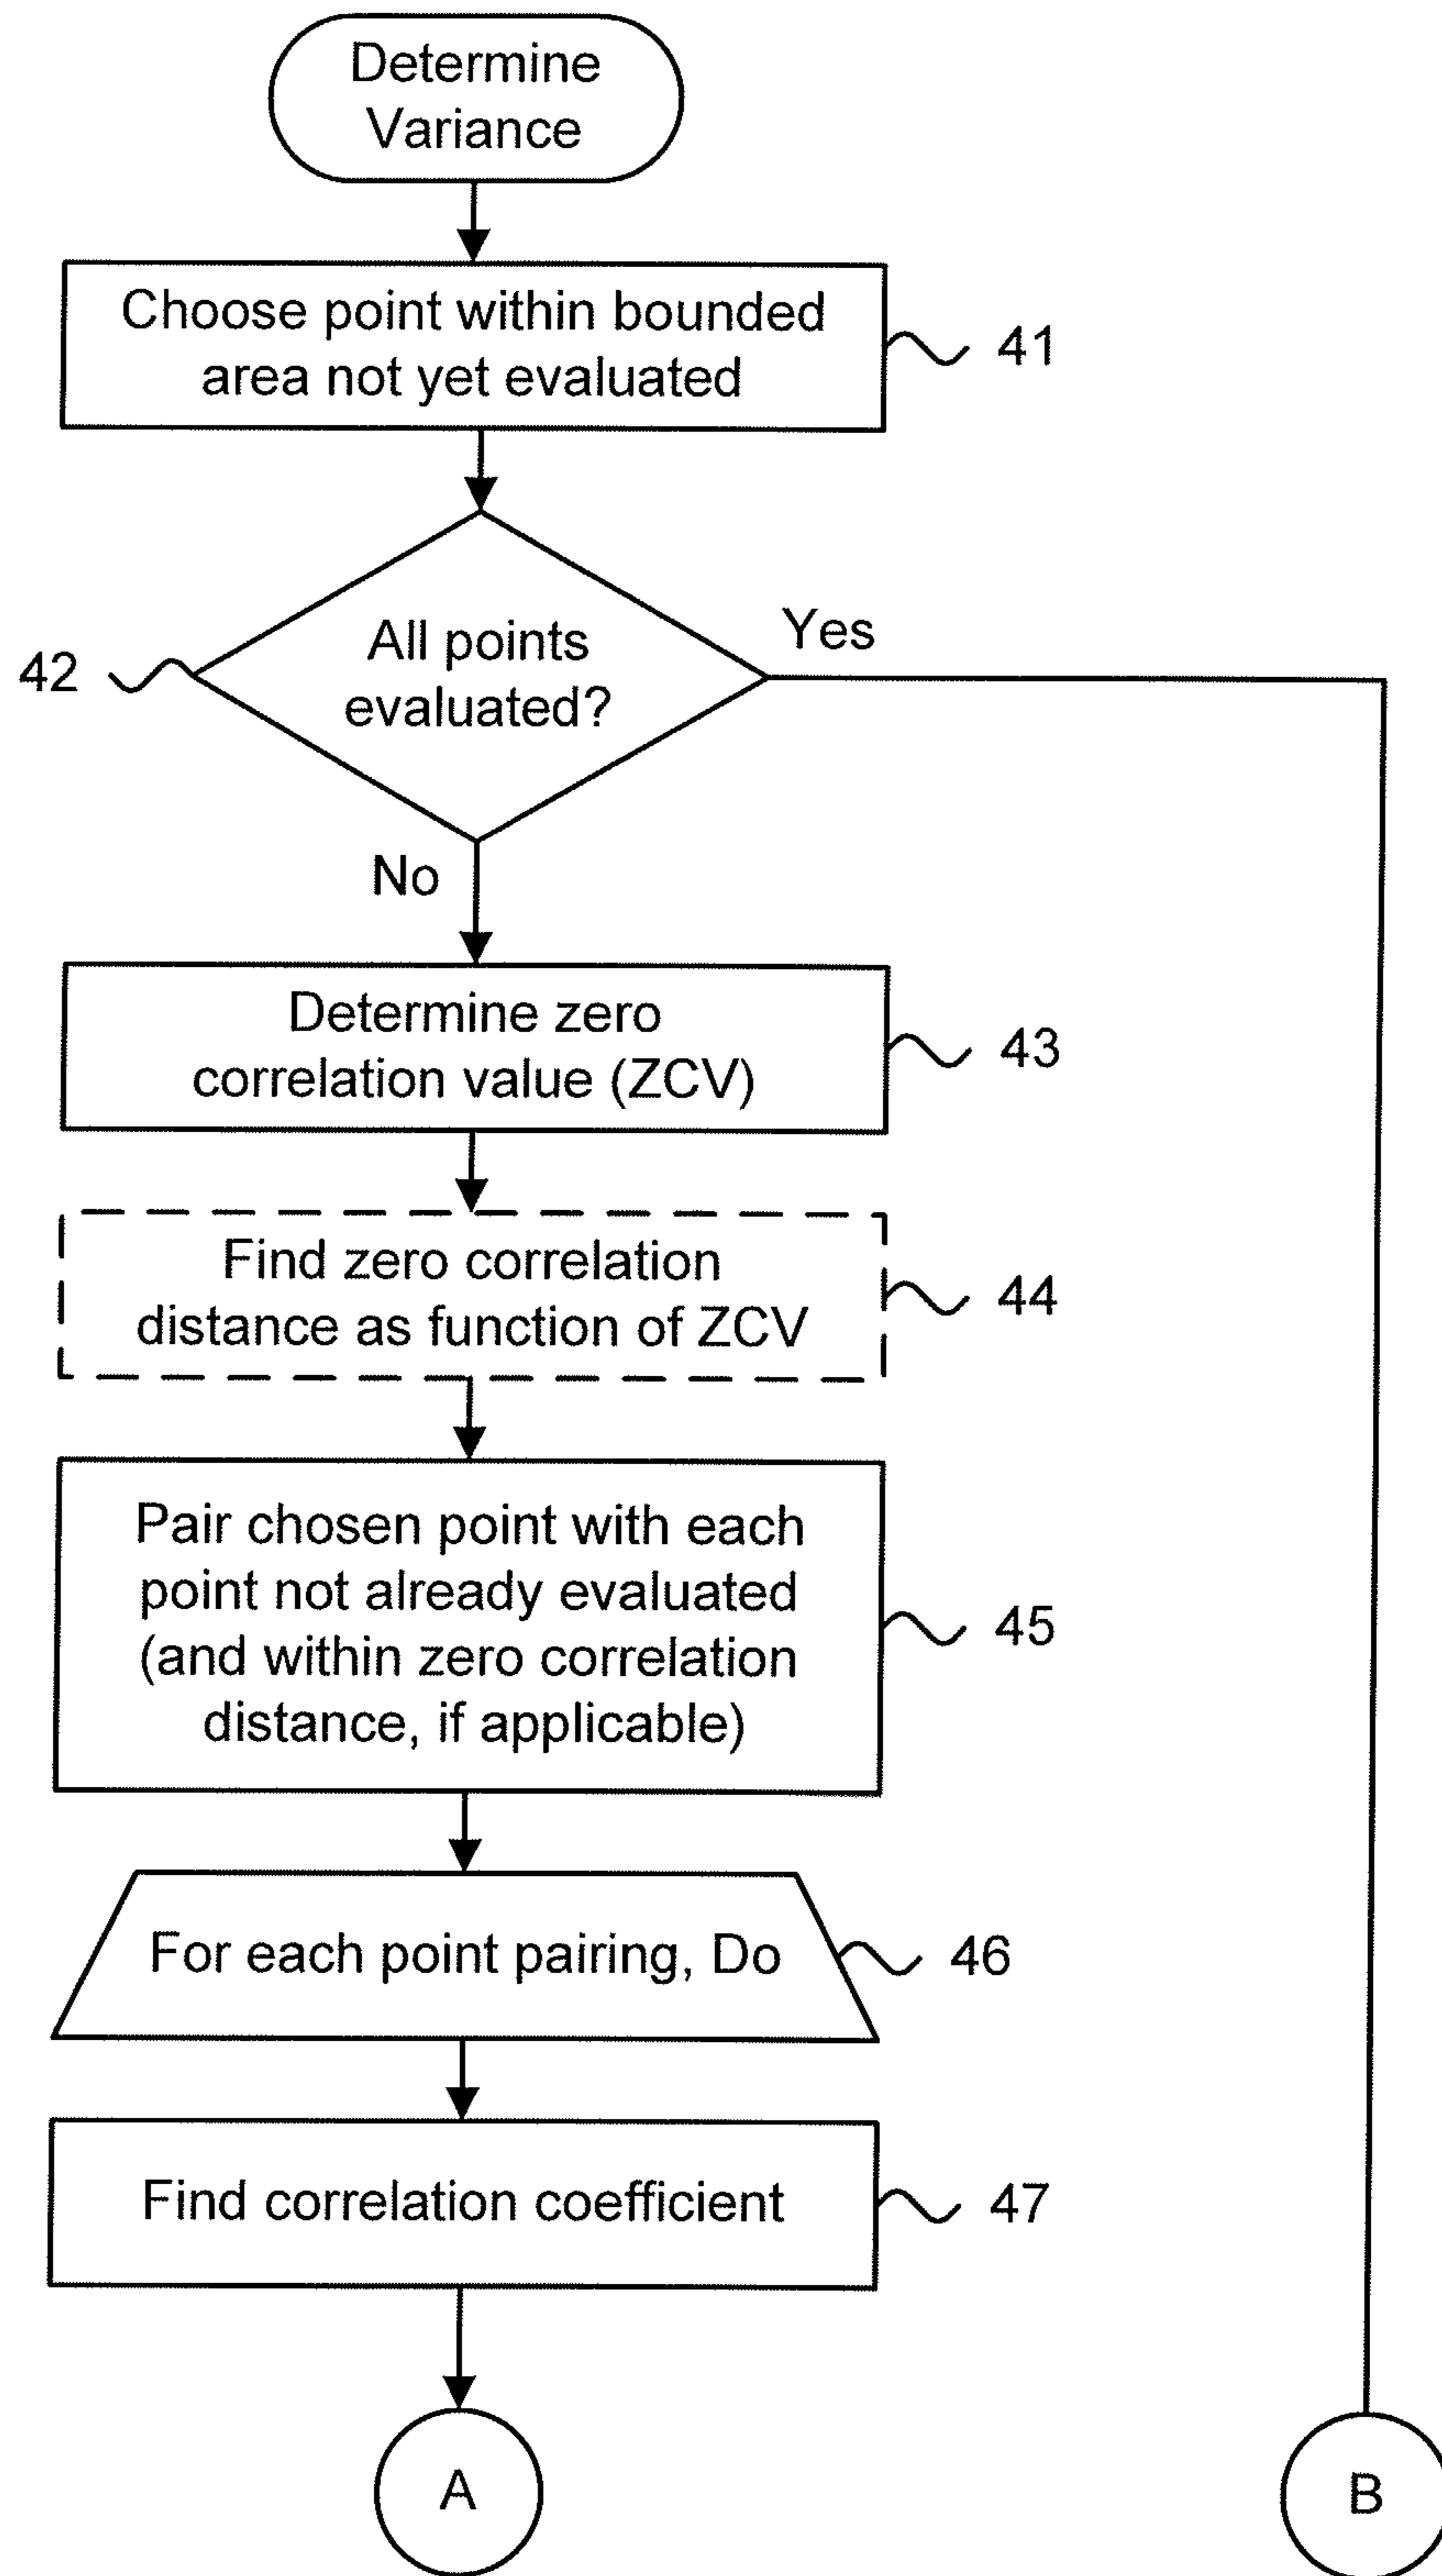 Determine
Variance
Choose point within bounded
area not yet evaluated
41
All points
evaluated?
42
Yes
No
Determine zero
correlation value (ZCV)
43
Find zero correlation
distance as function of ZCV
44
Pair chosen point with each
point not already evaluated
(and within zero correlation
distance, if applicable)
45
For each point pairing, Do
46
Find correlation coefficient
47
A
B